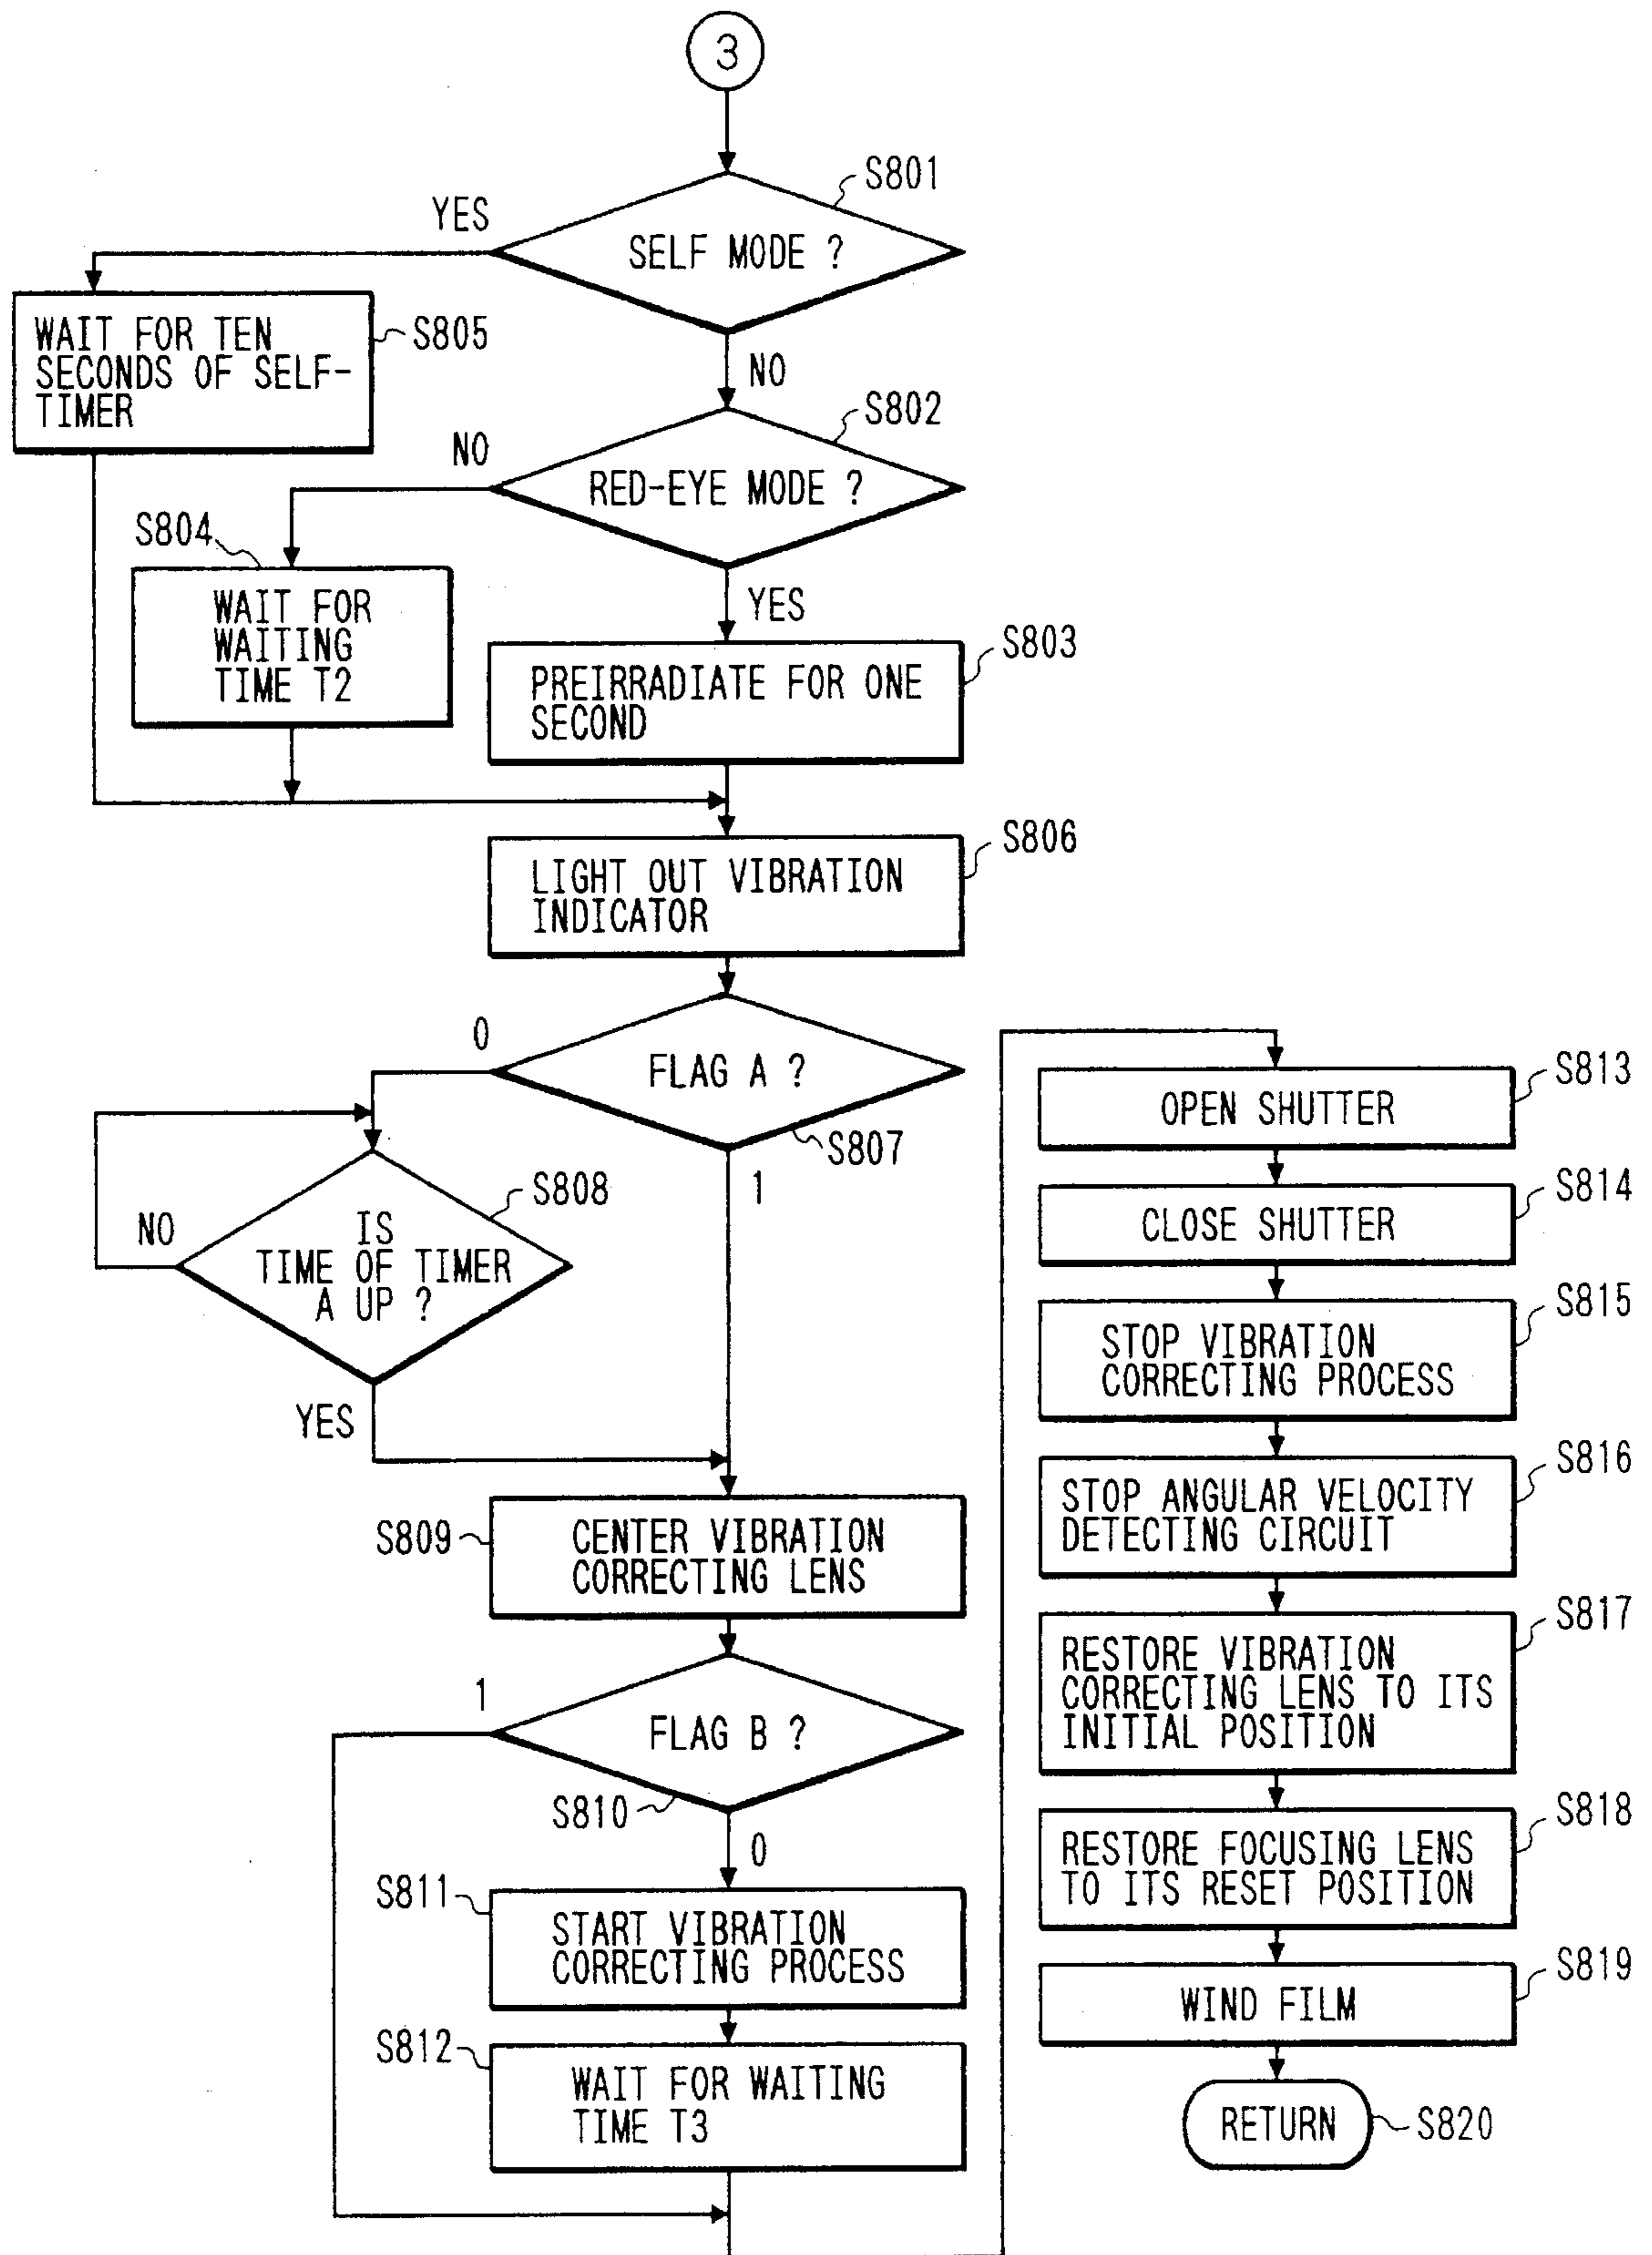 3
S801
YES
SELF MODE ?
WAIT FOR TEN
SECONDS OF SELF-
TIMER
S805
NO
S802
NO
RED-EYE MODE ?
S804
WAIT FOR
WAITING
TIME T2
YES
S803
PREIRRADIATE FOR ONE
SECOND
S806
LIGHT OUT VIBRATION
INDICATOR
0
FLAG A ?
S807
1
S808
NO
IS
TIME OF TIMER
A UP ?
YES
S809
CENTER VIBRATION
CORRECTING LENS
1
FLAG B ?
S810
0
S811
START VIBRATION
CORRECTING PROCESS
S812
WAIT FOR WAITING
TIME T3
S813
OPEN SHUTTER
S814
CLOSE SHUTTER
S815
STOP VIBRATION
CORRECTING PROCESS
S816
STOP ANGULAR VELOCITY
DETECTING CIRCUIT
S817
RESTORE VIBRATION
CORRECTING LENS TO ITS
INITIAL POSITION
S818
RESTORE FOCUSING LENS
TO ITS RESET POSITION
S819
WIND FILM
RETURN
S820